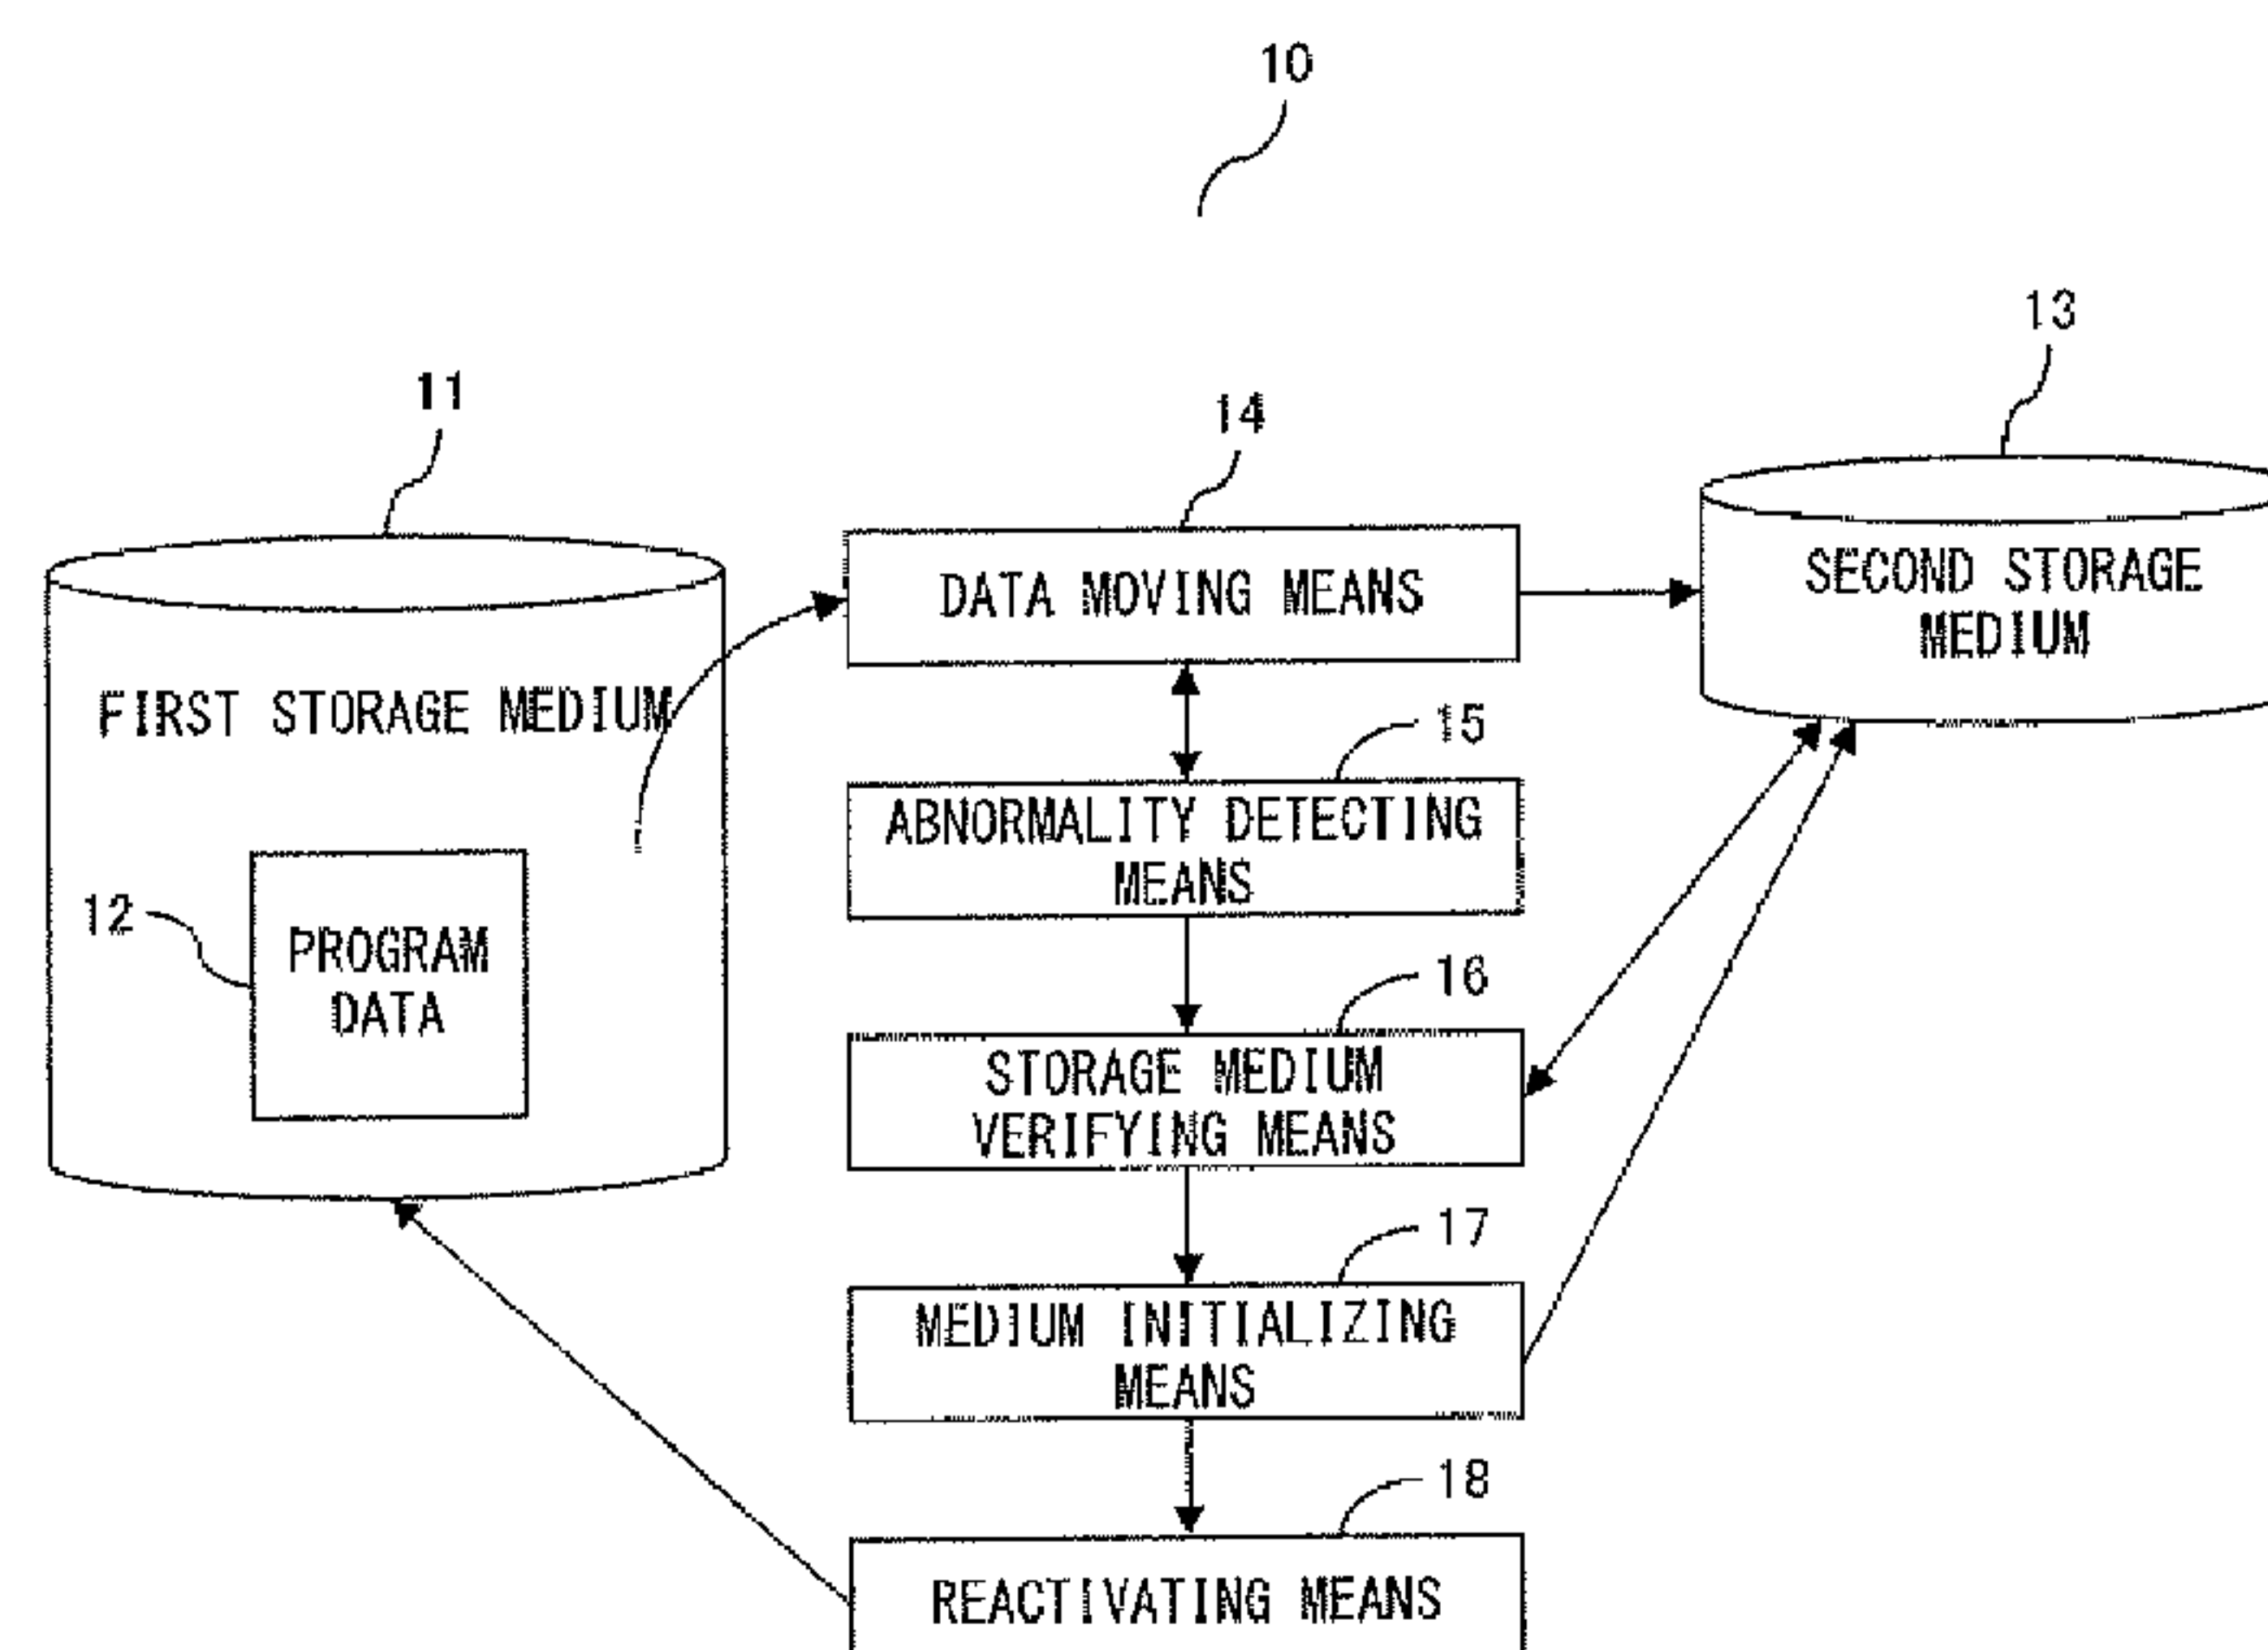 10
13
11
14
DATA MOVING MEANS
SECOND STORAGE
MEDIUM
FIRST STORAGE MEDIUM
15
ABNORMALITY DETECTING
MEANS
12
PROGRAM
DATA
16
STORAGE MEDIUM
VERIFYING MEANS
17
MEDIUM INITIALIZING
MEANS
18
REACTIVATING MEANS